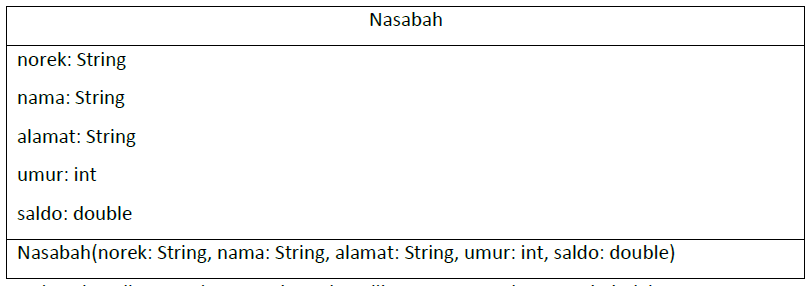 Nasabah
norek: String
nama: String
alamat: String
umur: int
saldo: double
Nasabah(norek: String, nama: String, alamat: String, umur: int, saldo: double)